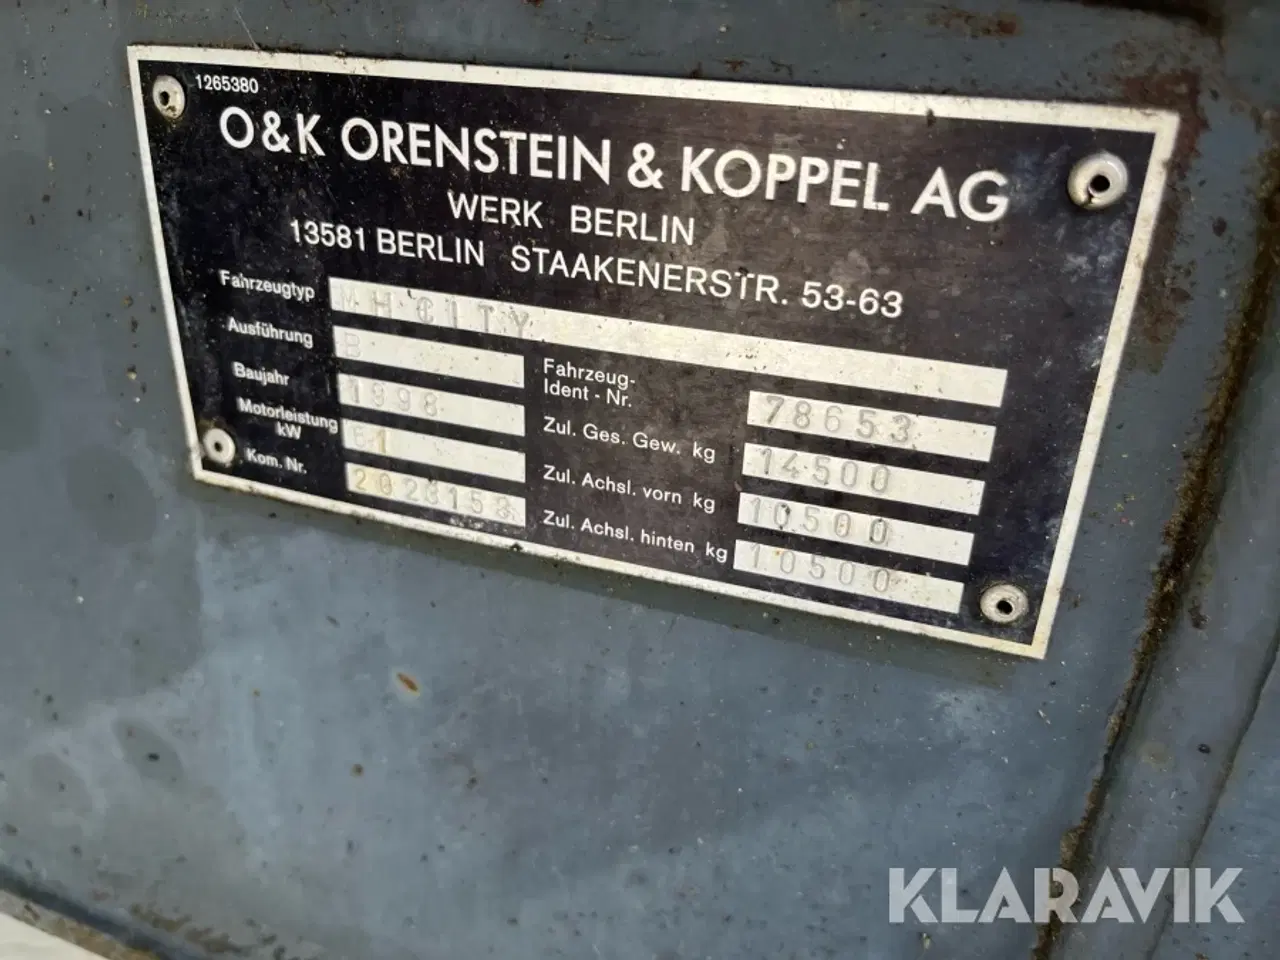 1265380
O&K ORENSTEIN & KOPPEL AG
WERK BERLIN
13581 BERLIN STAAKENERSTR. 53-63
Fahrzeugtyp MH CITY
Ausführung B
Baujahr 1998
Motorleistung kW 61
Kom. Nr.
Fahrzeug-
Ident - Nr. 78653
Zul. Ges. Gew. kg 14500
Zul. Achsl. vorn kg 10500
Zul. Achsl. hinten kg 10500
KLARAVIK